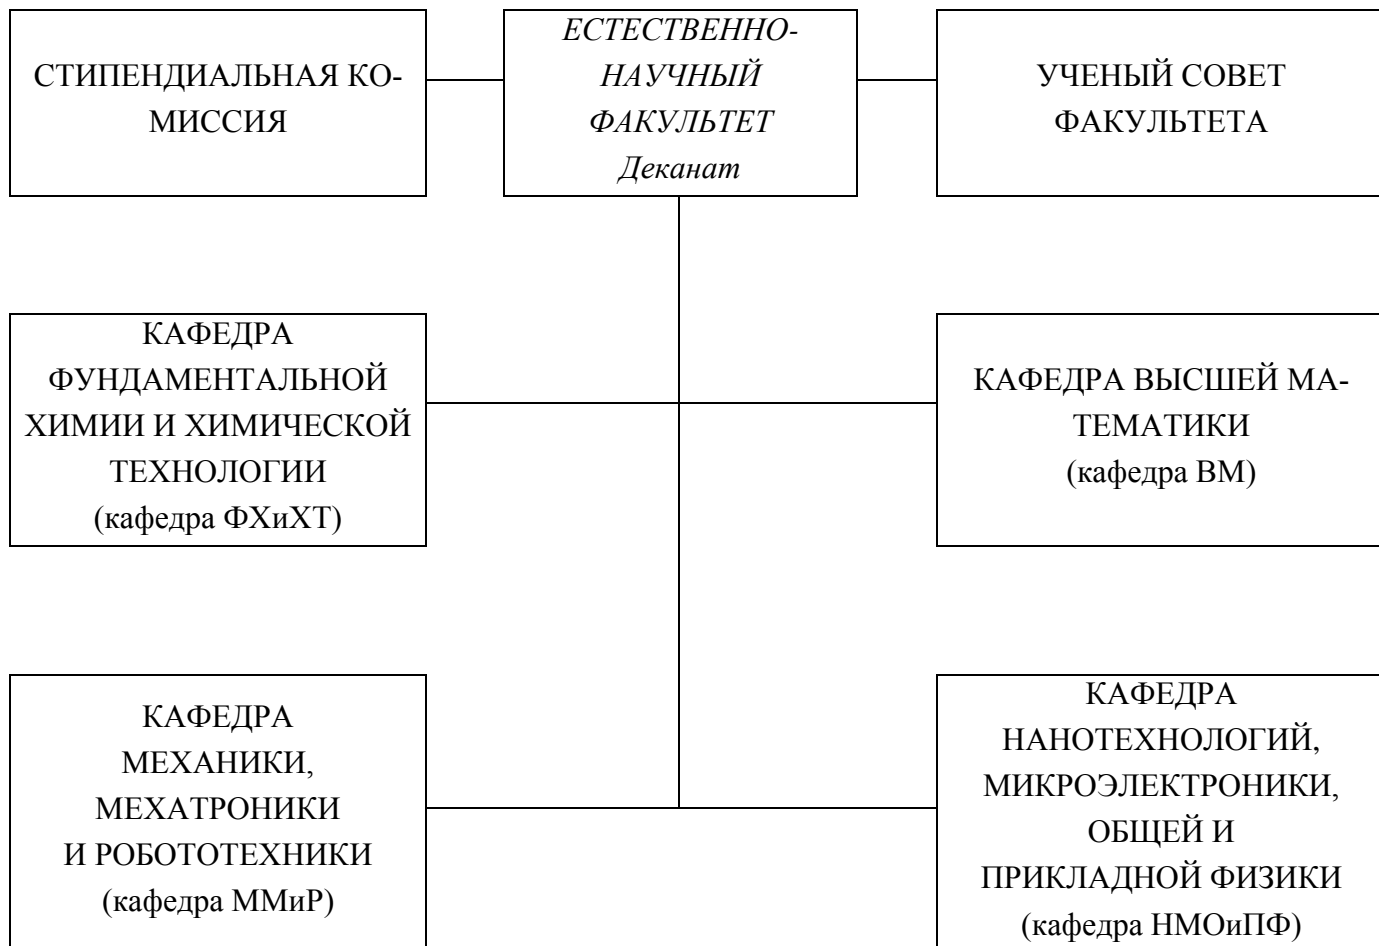 СТИПЕНДИАЛЬНАЯ КО-
МИССИЯ
ЕСТЕСТВЕННО-
НАУЧНЫЙ
ФАКУЛЬТЕТ
Деканат
УЧЕНЫЙ СОВЕТ
ФАКУЛЬТЕТА
КАФЕДРА
ФУНДАМЕНТАЛЬНОЙ
ХИМИИ И ХИМИЧЕСКОЙ
ТЕХНОЛОГИИ
(кафедра ФХиХТ)
КАФЕДРА ВЫСШЕЙ МА-
ТЕМАТИКИ
(кафедра ВМ)
КАФЕДРА
МЕХАНИКИ,
МЕХАТРОНИКИ
И РОБОТОТЕХНИКИ
(кафедра ММиР)
КАФЕДРА
НАНОТЕХНОЛОГИЙ,
МИКРОЭЛЕКТРОНИКИ,
ОБЩЕЙ И
ПРИКЛАДНОЙ ФИЗИКИ
(кафедра НМОиПФ)